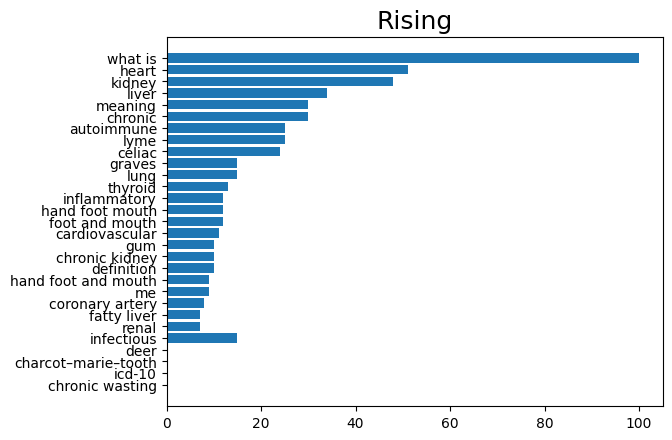 Rising
what is
heart
kidney
liver
meaning
chronic
autoimmune
lyme
celiac
graves
lung
thyroid
inflammatory
hand foot mouth
foot and mouth
cardiovascular
gum
chronic kidney
definition
hand foot and mouth
me
coronary artery
fatty liver
renal
infectious
deer
charcot–marie–tooth
icd-10
chronic wasting
0 20 40 60 80 100